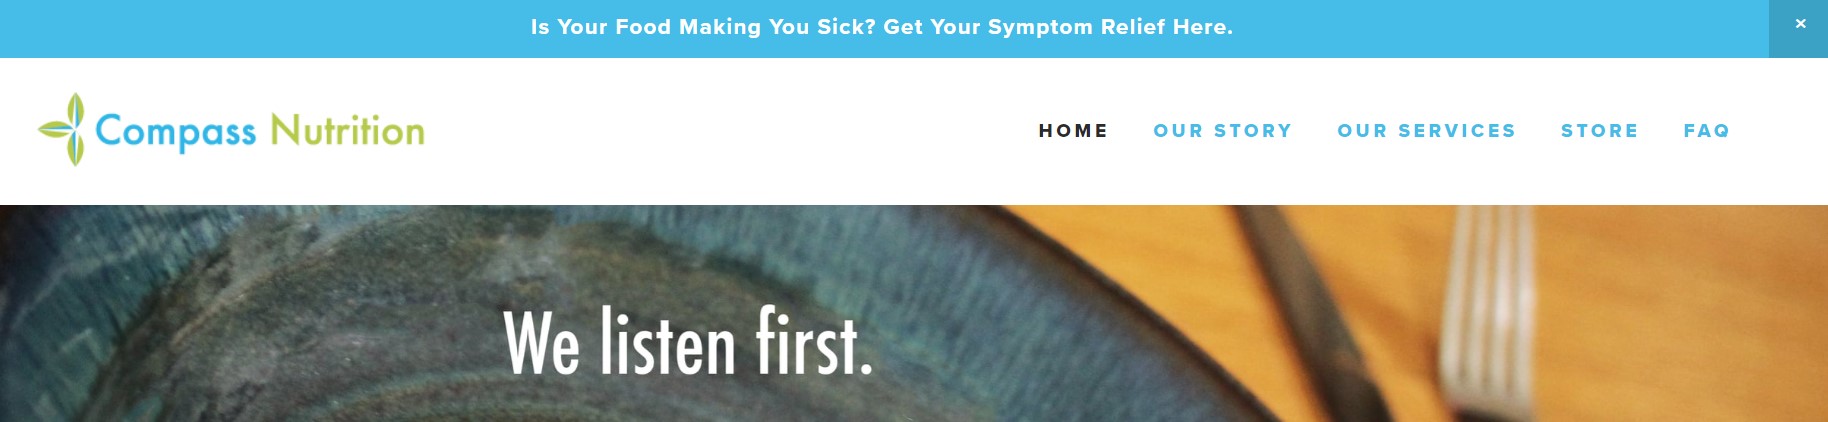 Is Your Food Making You Sick? Get Your Symptom Relief Here.
×
Compass Nutrition
HOME OUR STORY OUR SERVICES STORE FAQ
We listen first.